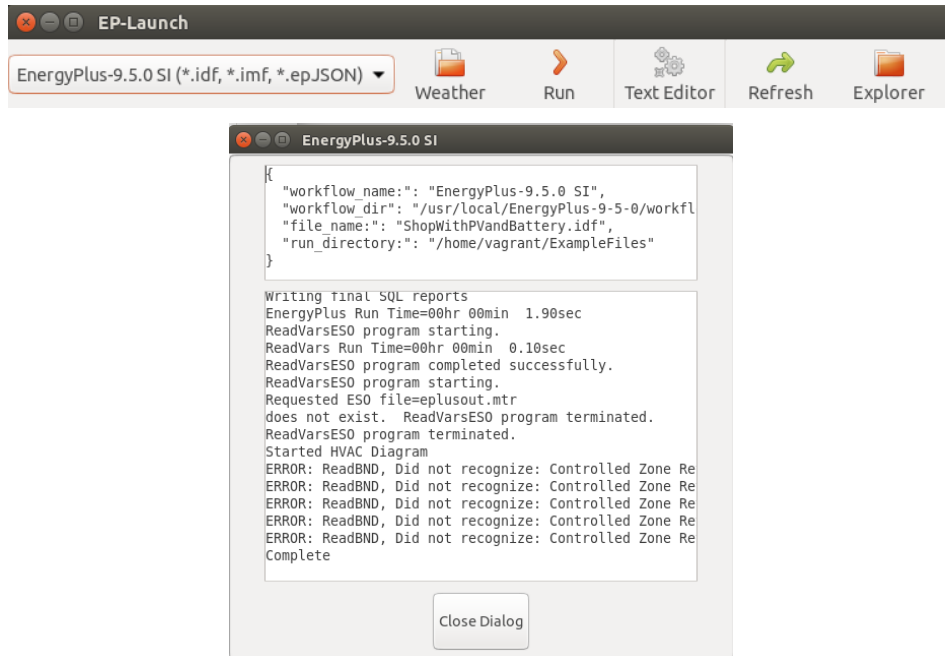 EP-Launch
EnergyPlus-9.5.0 SI (*.idf, *.imf, *.epJSON)
Weather
Run
Text Editor
Refresh
Explorer
EnergyPlus-9.5.0 SI
{
"workflow_name:": "EnergyPlus-9.5.0 SI",
"workflow_dir": "/usr/local/EnergyPlus-9-5-0/workfl
"file_name:": "ShopWithPVandBattery.idf",
"run_directory:": "/home/vagrant/ExampleFiles"
}
Writing final SQL reports
EnergyPlus Run Time=00hr 00min  1.90sec
ReadVarsESO program starting.
ReadVars Run Time=00hr 00min  0.10sec
ReadVarsESO program completed successfully.
ReadVarsESO program starting.
Requested ESO file=eplusout.mtr
does not exist.  ReadVarsESO program terminated.
ReadVarsESO program terminated.
Started HVAC Diagram
ERROR: ReadBND, Did not recognize: Controlled Zone Re
ERROR: ReadBND, Did not recognize: Controlled Zone Re
ERROR: ReadBND, Did not recognize: Controlled Zone Re
ERROR: ReadBND, Did not recognize: Controlled Zone Re
ERROR: ReadBND, Did not recognize: Controlled Zone Re
Complete
Close Dialog